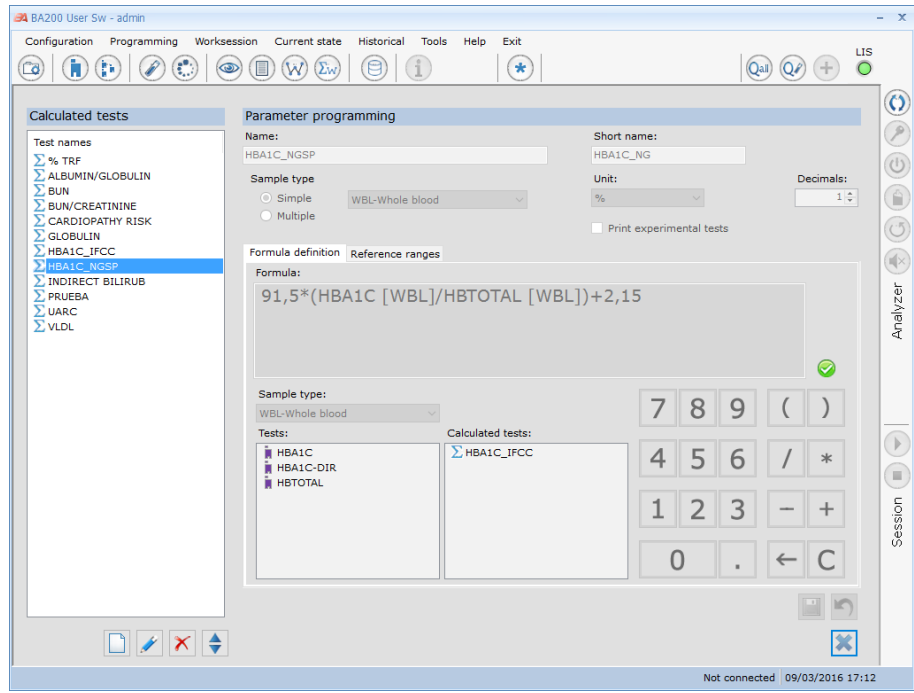 BA200 User Sw - admin
Configuration Programming Worksession Current state Historical Tools Help Exit
LIS
Calculated tests
Test names
% TRF
ALBUMIN/GLOBULIN
BUN
BUN/CREATININE
CARDIOPATHY RISK
GLOBULIN
HBA1C_IFCC
HBA1C_NGSP
INDIRECT BILIRUB
PRUEBA
UARC
VLDL
Parameter programming
Name: Short name:
HBA1C_NGSP HBA1C_NG
Sample type Unit: Decimals:
Simple WBL-Whole blood % 1
Multiple
Print experimental tests
Formula definition Reference ranges
Formula:
91,5*(HBA1C [WBL]/HBTOTAL [WBL])+2,15
Sample type:
WBL-Whole blood
Tests: Calculated tests:
HBA1C HBA1C_IFCC
HBA1C-DIR
HBTOTAL
7 8 9 ( )
4 5 6 / *
1 2 3 − +
0 . ← C
Qall
W
Σw
Analyzer
Session
Not connected 09/03/2016 17:12